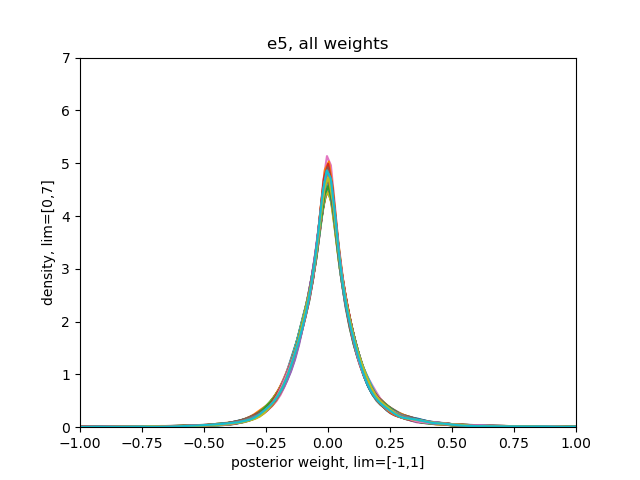 e5, all weights
7
6
5
4
3
2
1
0
density, lim=[0,7]
−1.00 −0.75 −0.50 −0.25 0.00 0.25 0.50 0.75 1.00
posterior weight, lim=[-1,1]